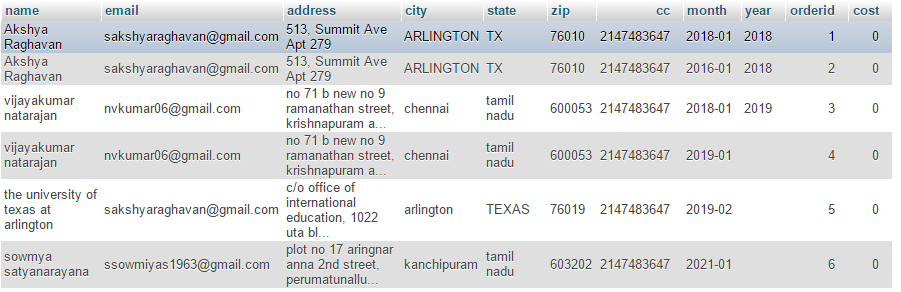 name email address city state zip cc month year orderid cost
Akshya Raghavan sakshyaraghavan@gmail.com 513, Summit Ave Apt 279 ARLINGTON TX 76010 2147483647 2018-01 2018 1 0
Akshya Raghavan sakshyaraghavan@gmail.com 513, Summit Ave Apt 279 ARLINGTON TX 76010 2147483647 2016-01 2018 2 0
vijayakumar natarajan nvkumar06@gmail.com no 71 b new no 9 ramanathan street, krishnapuram a... chennai tamil nadu 600053 2147483647 2018-01 2019 3 0
vijayakumar natarajan nvkumar06@gmail.com no 71 b new no 9 ramanathan street, krishnapuram a... chennai tamil nadu 600053 2147483647 2019-01 4 0
the university of texas at arlington sakshyaraghavan@gmail.com c/o office of international education, 1022 uta bl... arlington TEXAS 76019 2147483647 2019-02 5 0
sowmya satyanarayana ssowmiyas1963@gmail.com plot no 17 aringnar anna 2nd street, perumatunallu... kanchipuram tamil nadu 603202 2147483647 2021-01 6 0